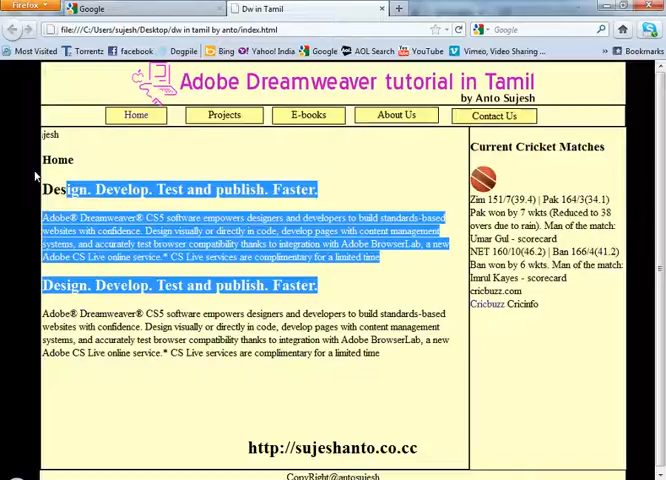 Firefox
Google
Dw in Tamil
file:///C:/Users/sujesh/Desktop/dw in tamil by anto/index.html
Google
Most Visited
Torrentz
facebook
Dogpile
Bing
Yahoo! India
Google
AOL Search
YouTube
Vimeo, Video Sharing ...
Bookmarks
Adobe Dreamweaver tutorial in Tamil
by Anto Sujesh
Home
Projects
E-books
About Us
Contact Us
jesh
Home
Design. Develop. Test and publish. Faster.
Adobe® Dreamweaver® CS5 software empowers designers and developers to build standards-based
websites with confidence. Design visually or directly in code, develop pages with content management
systems, and accurately test browser compatibility thanks to integration with Adobe BrowserLab, a new
Adobe CS Live online service.* CS Live services are complimentary for a limited time
Design. Develop. Test and publish. Faster.
Adobe® Dreamweaver® CS5 software empowers designers and developers to build standards-based
websites with confidence. Design visually or directly in code, develop pages with content management
systems, and accurately test browser compatibility thanks to integration with Adobe BrowserLab, a new
Adobe CS Live online service.* CS Live services are complimentary for a limited time
Current Cricket Matches
Zim 151/7(39.4) | Pak 164/3(34.1)
Pak won by 7 wkts (Reduced to 38
overs due to rain). Man of the match:
Umar Gul - scorecard
NET 160/10(46.2) | Ban 166/4(41.2)
Ban won by 6 wkts. Man of the match:
Imrul Kayes - scorecard
cricbuzz.com
Cricbuzz Cricinfo
http://sujeshanto.co.cc
CopyRight@antosujesh